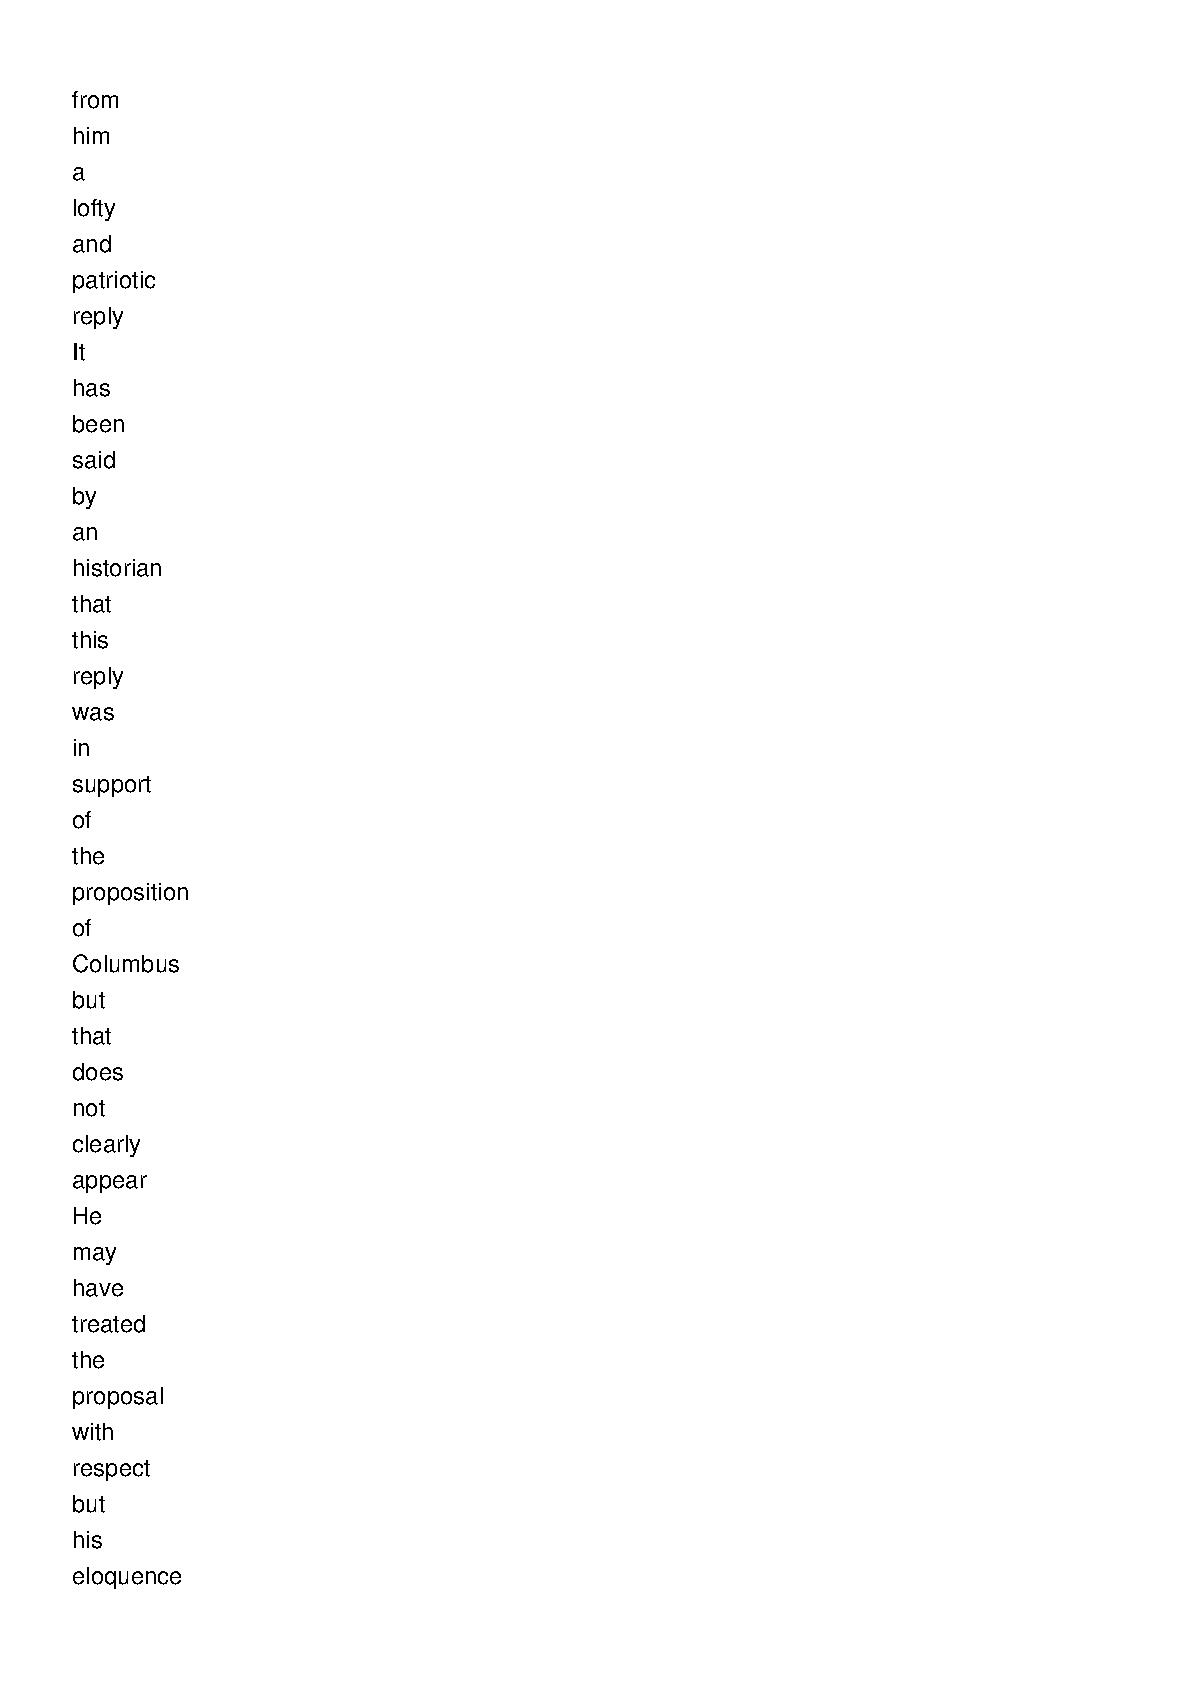 from
him
a
lofty
and
patriotic
reply
It
has
been
said
by
an
historian
that
this
reply
was
in
support
of
the
proposition
of
Columbus
but
that
does
not
clearly
appear
He
may
have
treated
the
proposal
with
respect
but
his
eloquence